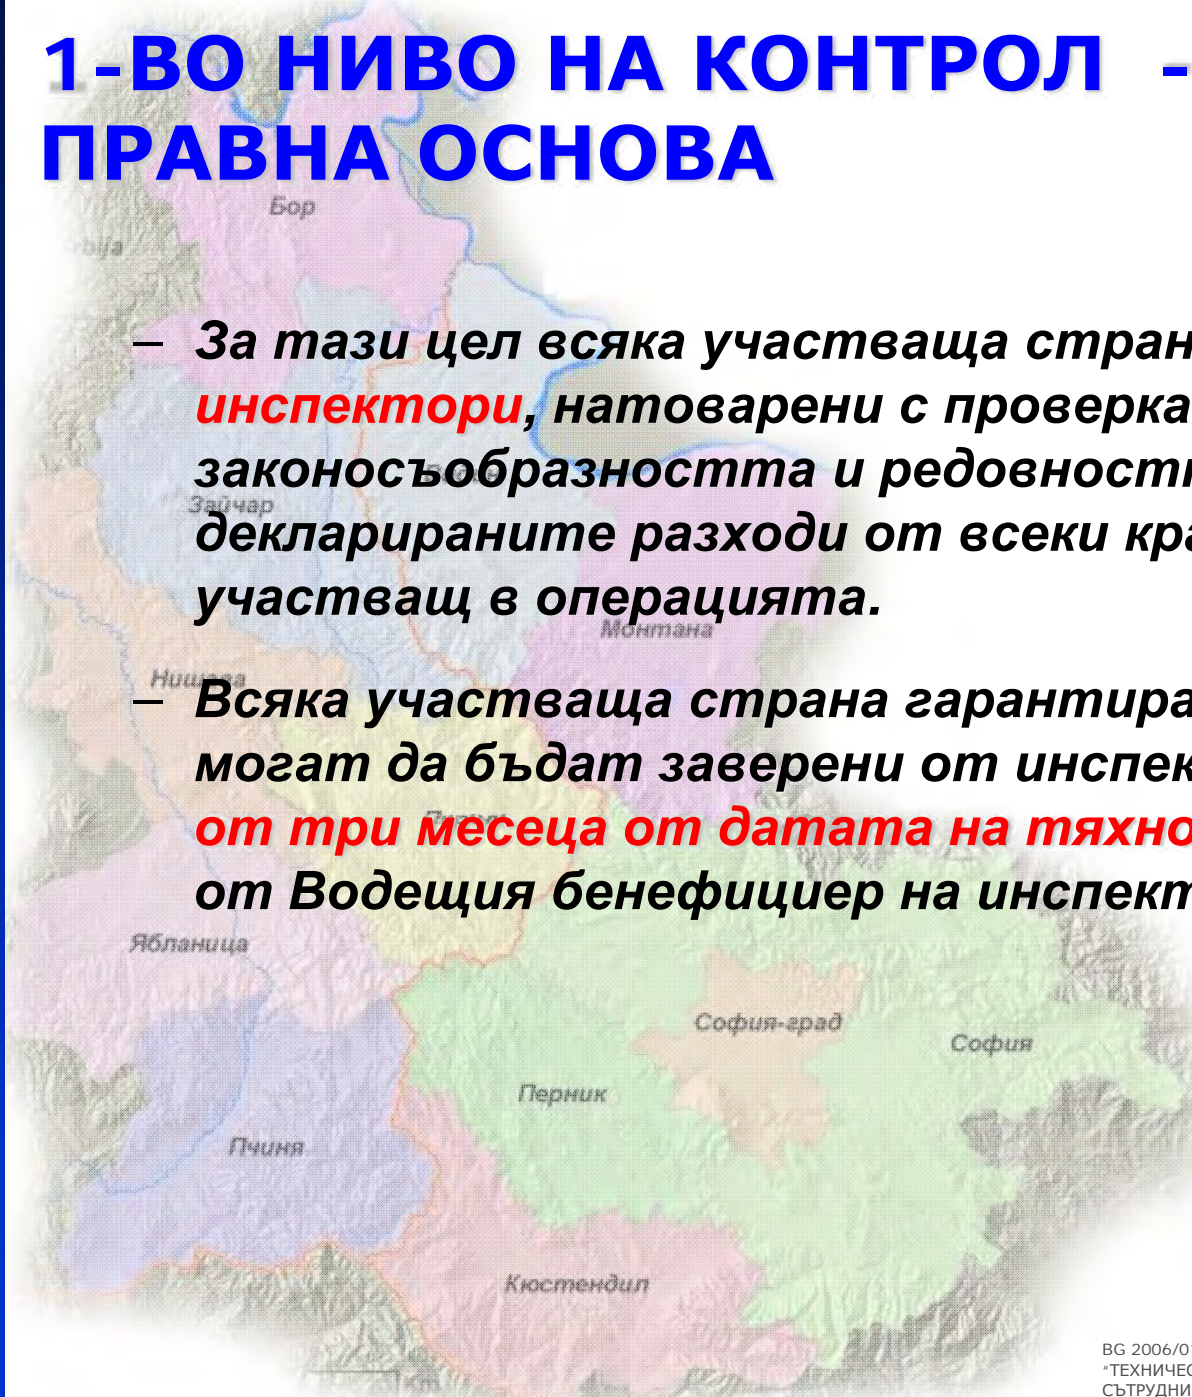 1-ВО НИВО НА КОНТРОЛ -
ПРАВНА ОСНОВА
Бор
– За тази цел всяка участваща стран
инспектори, натоварени с проверка
законосъобразността и редовност
Зайчар
декларираните разходи от всеки кра
участващ в операцията.
Монтана
Нишава
– Всяка участваща страна гарантира
могат да бъдат заверени от инспек
от три месеца от датата на тяхно
от Водещия бенефициер на инспект
Ябланица
София-град
София
Перник
Пчиня
Кюстендил
BG 2006/01
"ТЕХНИЧЕС
СЪТРУДНИ